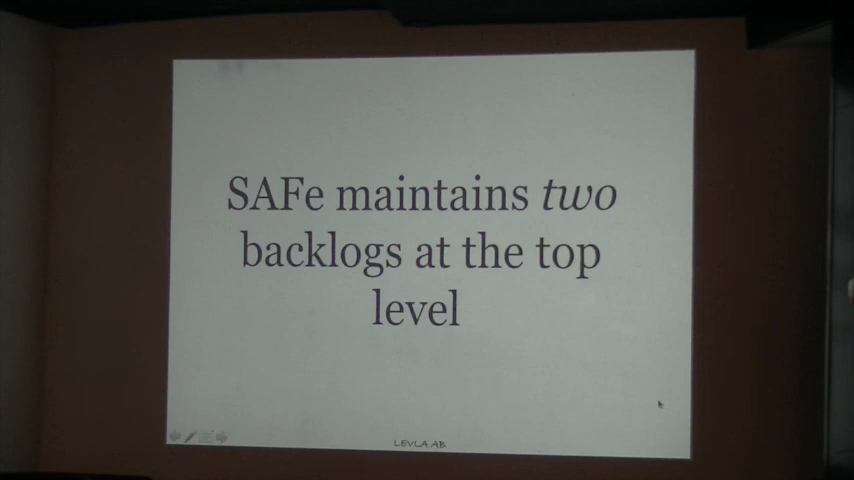 SAFe maintains two
backlogs at the top
level
LEVLA AB